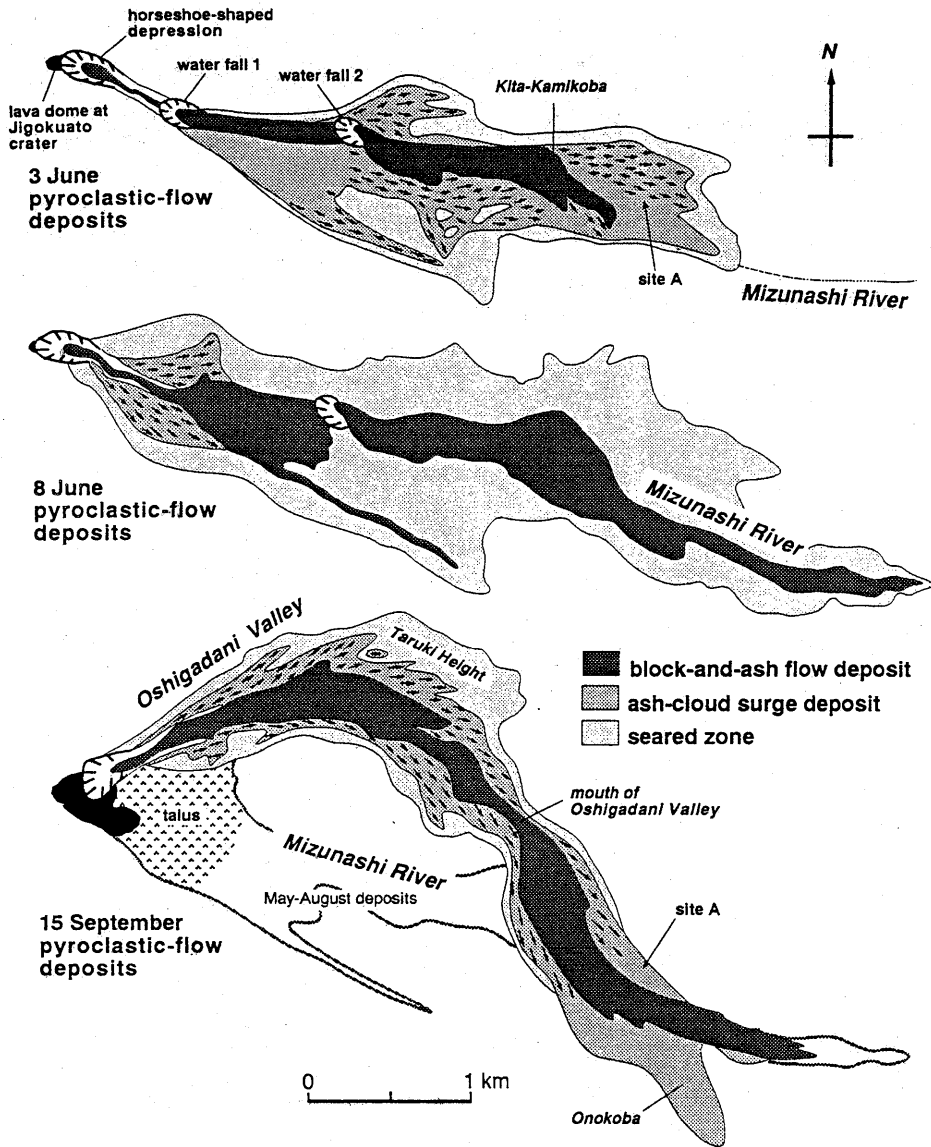 horseshoe-shaped
depression
water fall 1
water fall 2
Kita-Kamikoba
N
lava dome at
Jigokuato
crater
3 June
pyroclastic-flow
deposits
site A
Mizunashi River
8 June
pyroclastic-flow
deposits
Mizunashi River
Oshigadani Valley
Taruki Height
block-and-ash flow deposit
ash-cloud surge deposit
seared zone
talus
mouth of
Oshigadani Valley
Mizunashi River
May-August deposits
15 September
pyroclastic-flow
deposits
site A
0 1 km
Onokoba